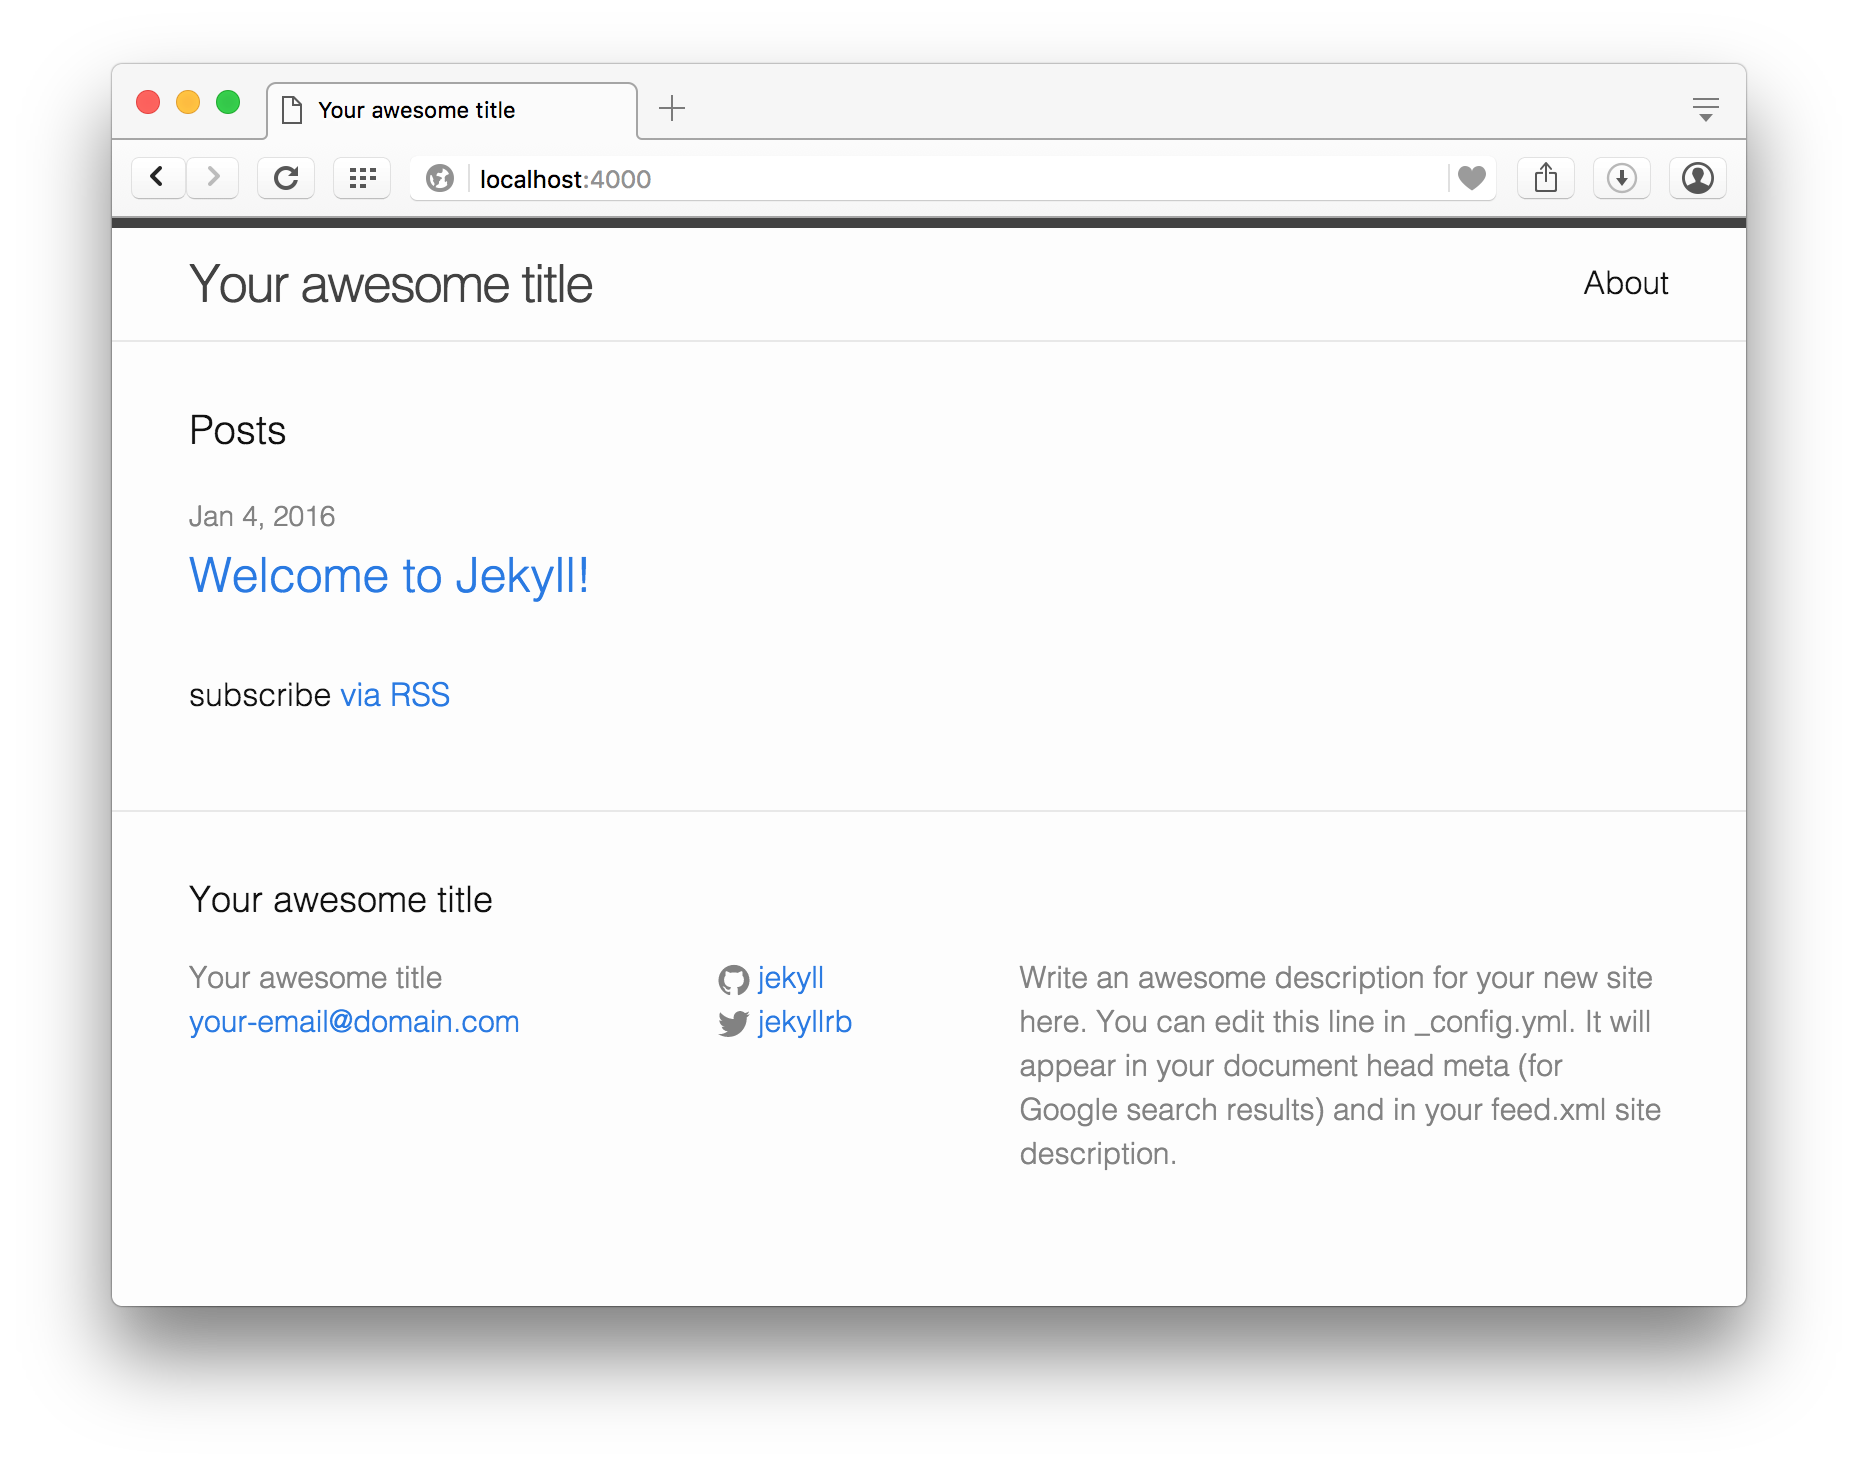 Your awesome title
localhost:4000
Your awesome title
About
Posts
Jan 4, 2016
Welcome to Jekyll!
subscribe via RSS
Your awesome title
Your awesome title
your-email@domain.com
jekyll
jekyllrb
Write an awesome description for your new site
here. You can edit this line in _config.yml. It will
appear in your document head meta (for
Google search results) and in your feed.xml site
description.